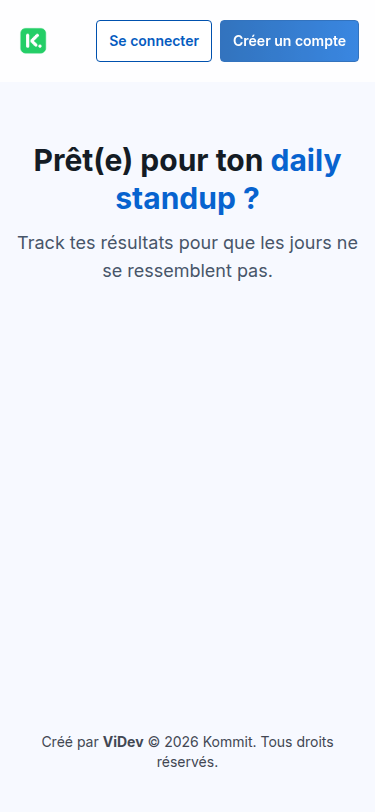 K.
Se connecter
Créer un compte
Prêt(e) pour ton daily
standup ?
Track tes résultats pour que les jours ne
se ressemblent pas.
Créé par ViDev © 2026 Kommit. Tous droits
réservés.